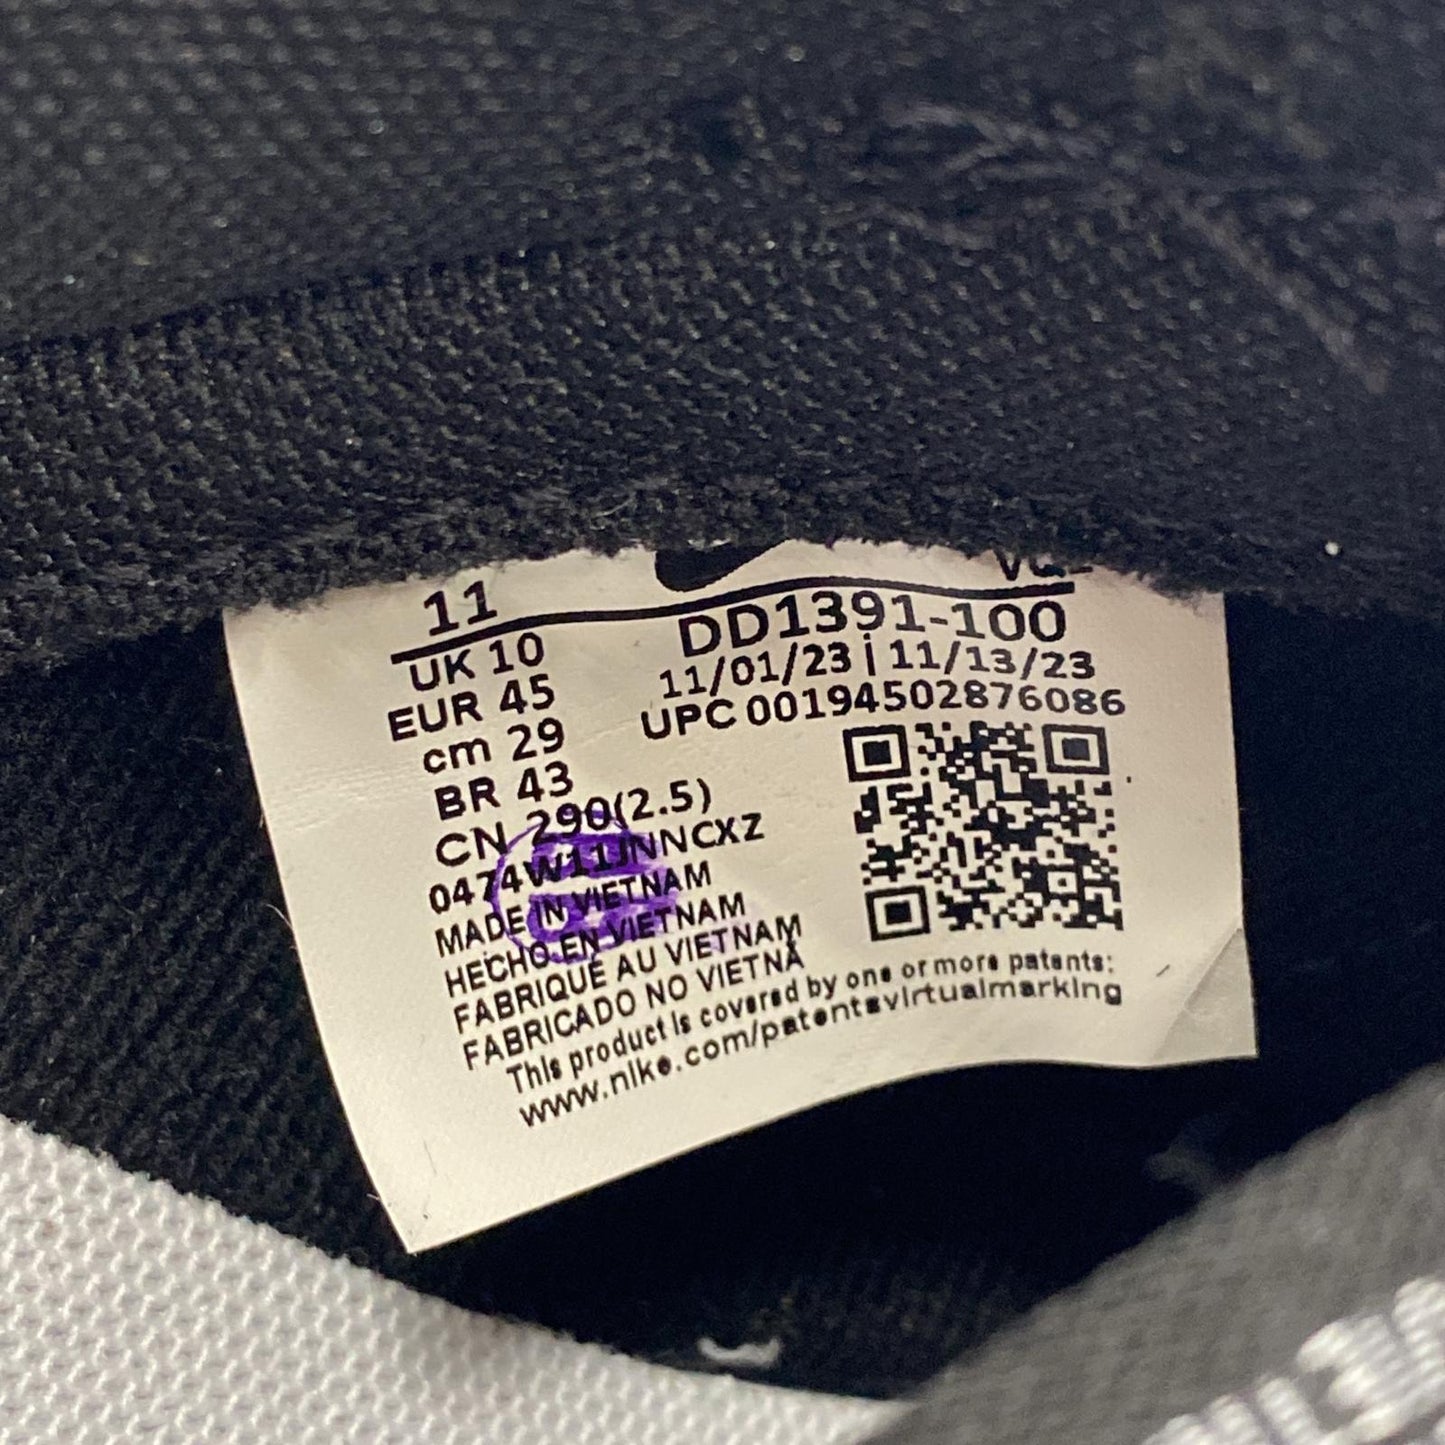 11
UK 10
EUR 45
cm 29
BR 43
CN 290(2.5)
DD1391-100
11/01/23 | 11/13/23
UPC 00194502876086
0474W11JNNCXZ
MADE IN VIETNAM
HECHO EN VIETNAM
FABRIQUÉ AU VIETNAM
FABRICADO NO VIETNÃ
This product is covered by one or more patents:
www.nike.com/patentsvirtualmarking